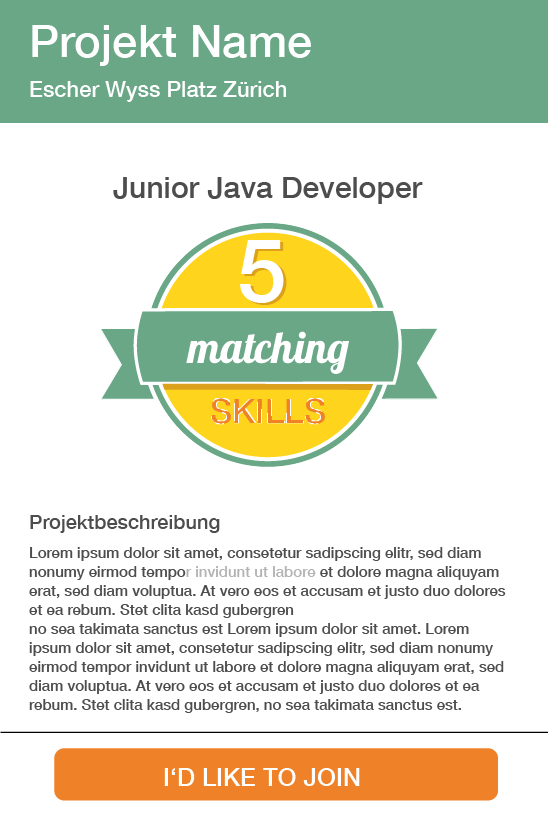 Projekt Name
Escher Wyss Platz Zürich
Junior Java Developer
5
matching
SKILLS
Projektbeschreibung
Lorem ipsum dolor sit amet, consetetur sadipscing elitr, sed diam
nonumy eirmod tempor invidunt ut labore et dolore magna aliquyam
erat, sed diam voluptua. At vero eos et accusam et justo duo dolores
et ea rebum. Stet clita kasd gubergren
no sea takimata sanctus est Lorem ipsum dolor sit amet. Lorem
ipsum dolor sit amet, consetetur sadipscing elitr, sed diam nonumy
eirmod tempor invidunt ut labore et dolore magna aliquyam erat, sed
diam voluptua. At vero eos et accusam et justo duo dolores et ea
rebum. Stet clita kasd gubergren, no sea takimata sanctus est.
I‘D LIKE TO JOIN